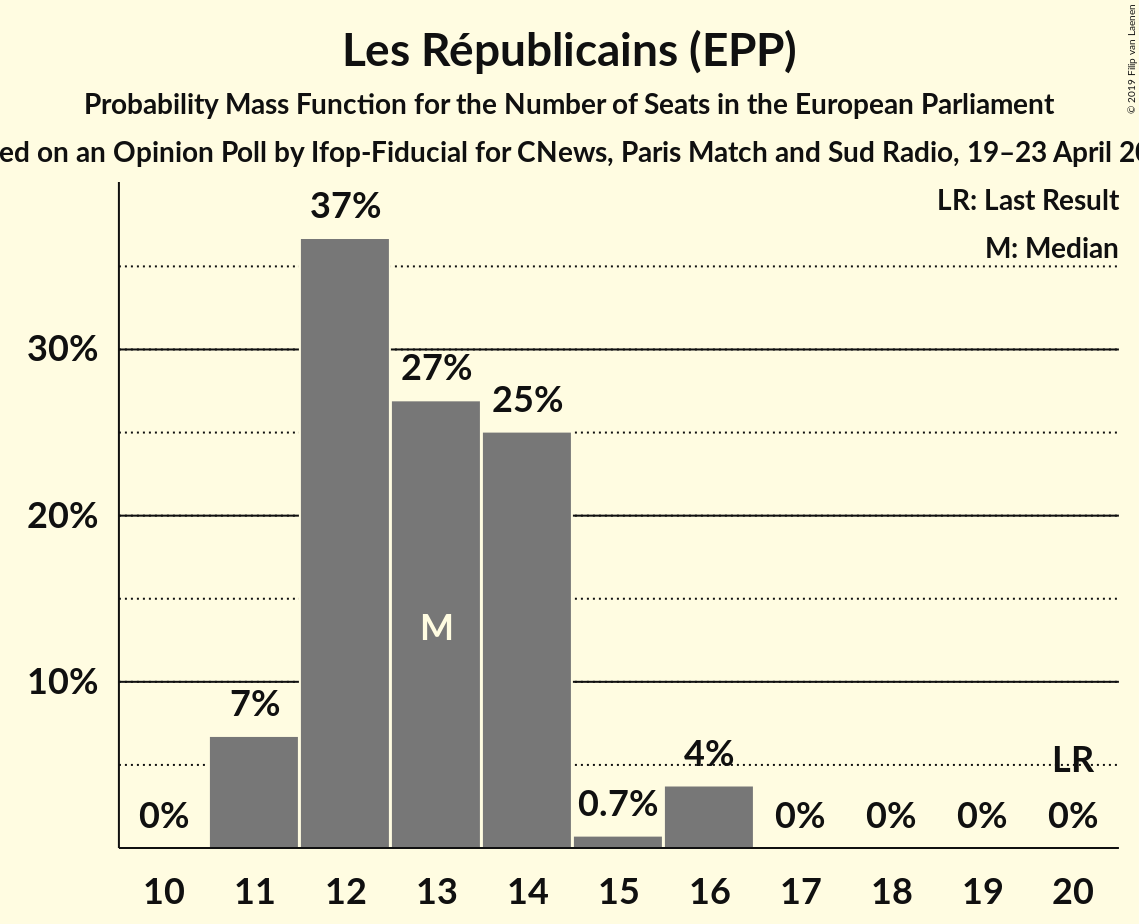 Les Républicains (EPP)
Probability Mass Function for the Number of Seats in the European Parliament
on an Opinion Poll by Ifop-Fiducial for CNews, Paris Match and Sud Radio, 19–23 April
© 2019 Filip van Laenen
LR: Last Result
M: Median
30%
20%
10%
0%
7%
37%
27%
25%
0.7%
4%
0%
0%
0%
0%
M
LR
10 11 12 13 14 15 16 17 18 19 20